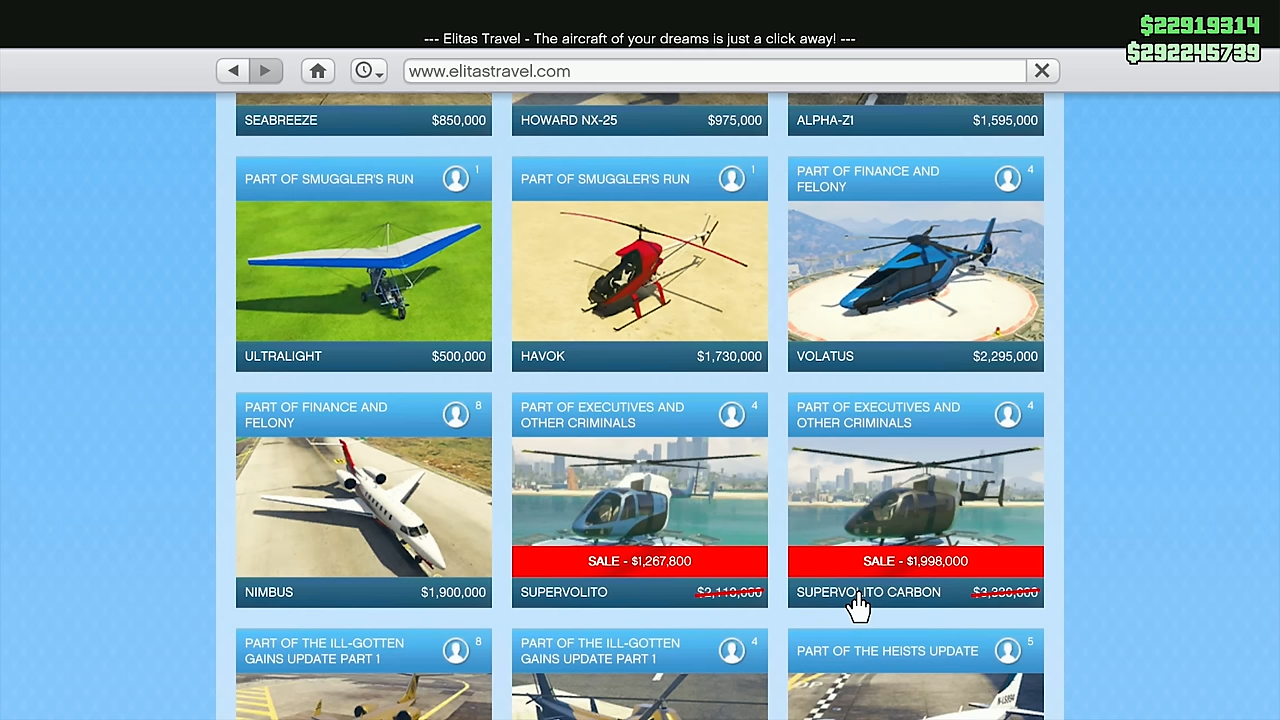 $22919314
--- Elitas Travel - The aircraft of your dreams is just a click away! ---
$292245739
www.elitastravel.com
SEABREEZE $850,000
HOWARD NX-25 $975,000
ALPHA-Z1 $1,595,000
PART OF SMUGGLER'S RUN 1
PART OF SMUGGLER'S RUN 1
PART OF FINANCE AND
FELONY 4
ULTRALIGHT $500,000
HAVOK $1,730,000
VOLATUS $2,295,000
PART OF FINANCE AND
FELONY 8
PART OF EXECUTIVES AND
OTHER CRIMINALS 4
PART OF EXECUTIVES AND
OTHER CRIMINALS 4
SALE - $1,267,800
SALE - $1,998,000
NIMBUS $1,900,000
SUPERVOLITO $2,113,000
SUPERVOLITO CARBON $3,330,000
PART OF THE ILL-GOTTEN
GAINS UPDATE PART 1 8
PART OF THE ILL-GOTTEN
GAINS UPDATE PART 1 4
PART OF THE HEISTS UPDATE 5